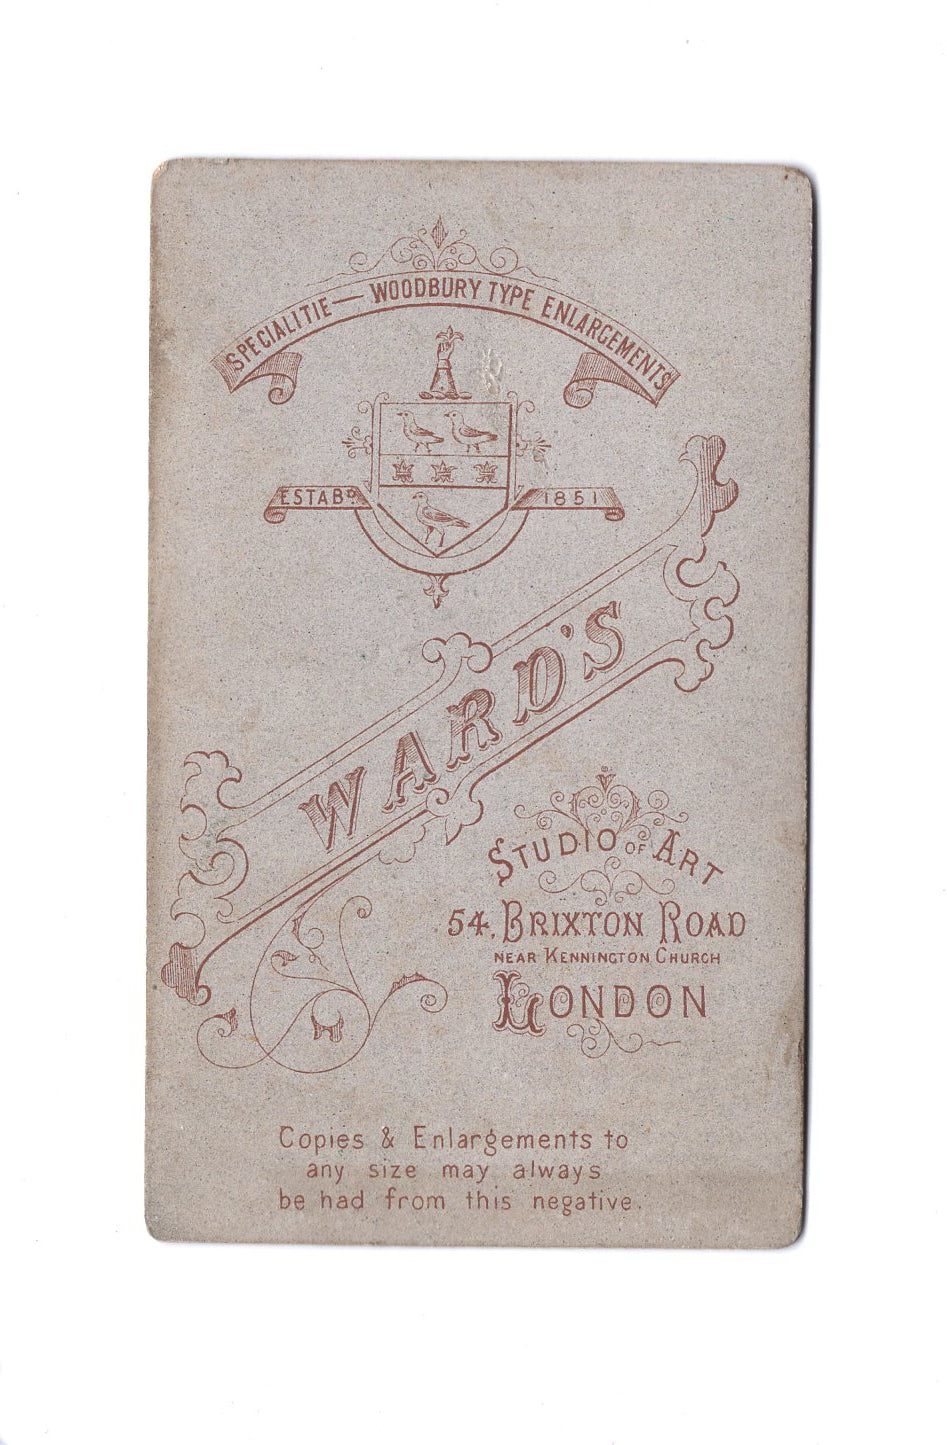 SPECIALITIE — WOODBURY TYPE ENLARGEMENTS
ESTABD 1851
WARD'S
STUDIO OF ART
54, BRIXTON ROAD
NEAR KENNINGTON CHURCH
LONDON
Copies & Enlargements to
any size may always
be had from this negative.